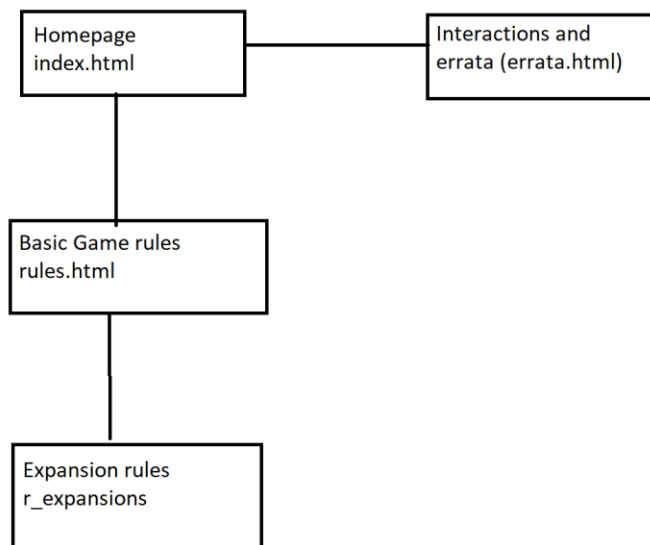 Homepage
index.html
Interactions and
errata (errata.html)
Basic Game rules
rules.html
Expansion rules
r_expansions